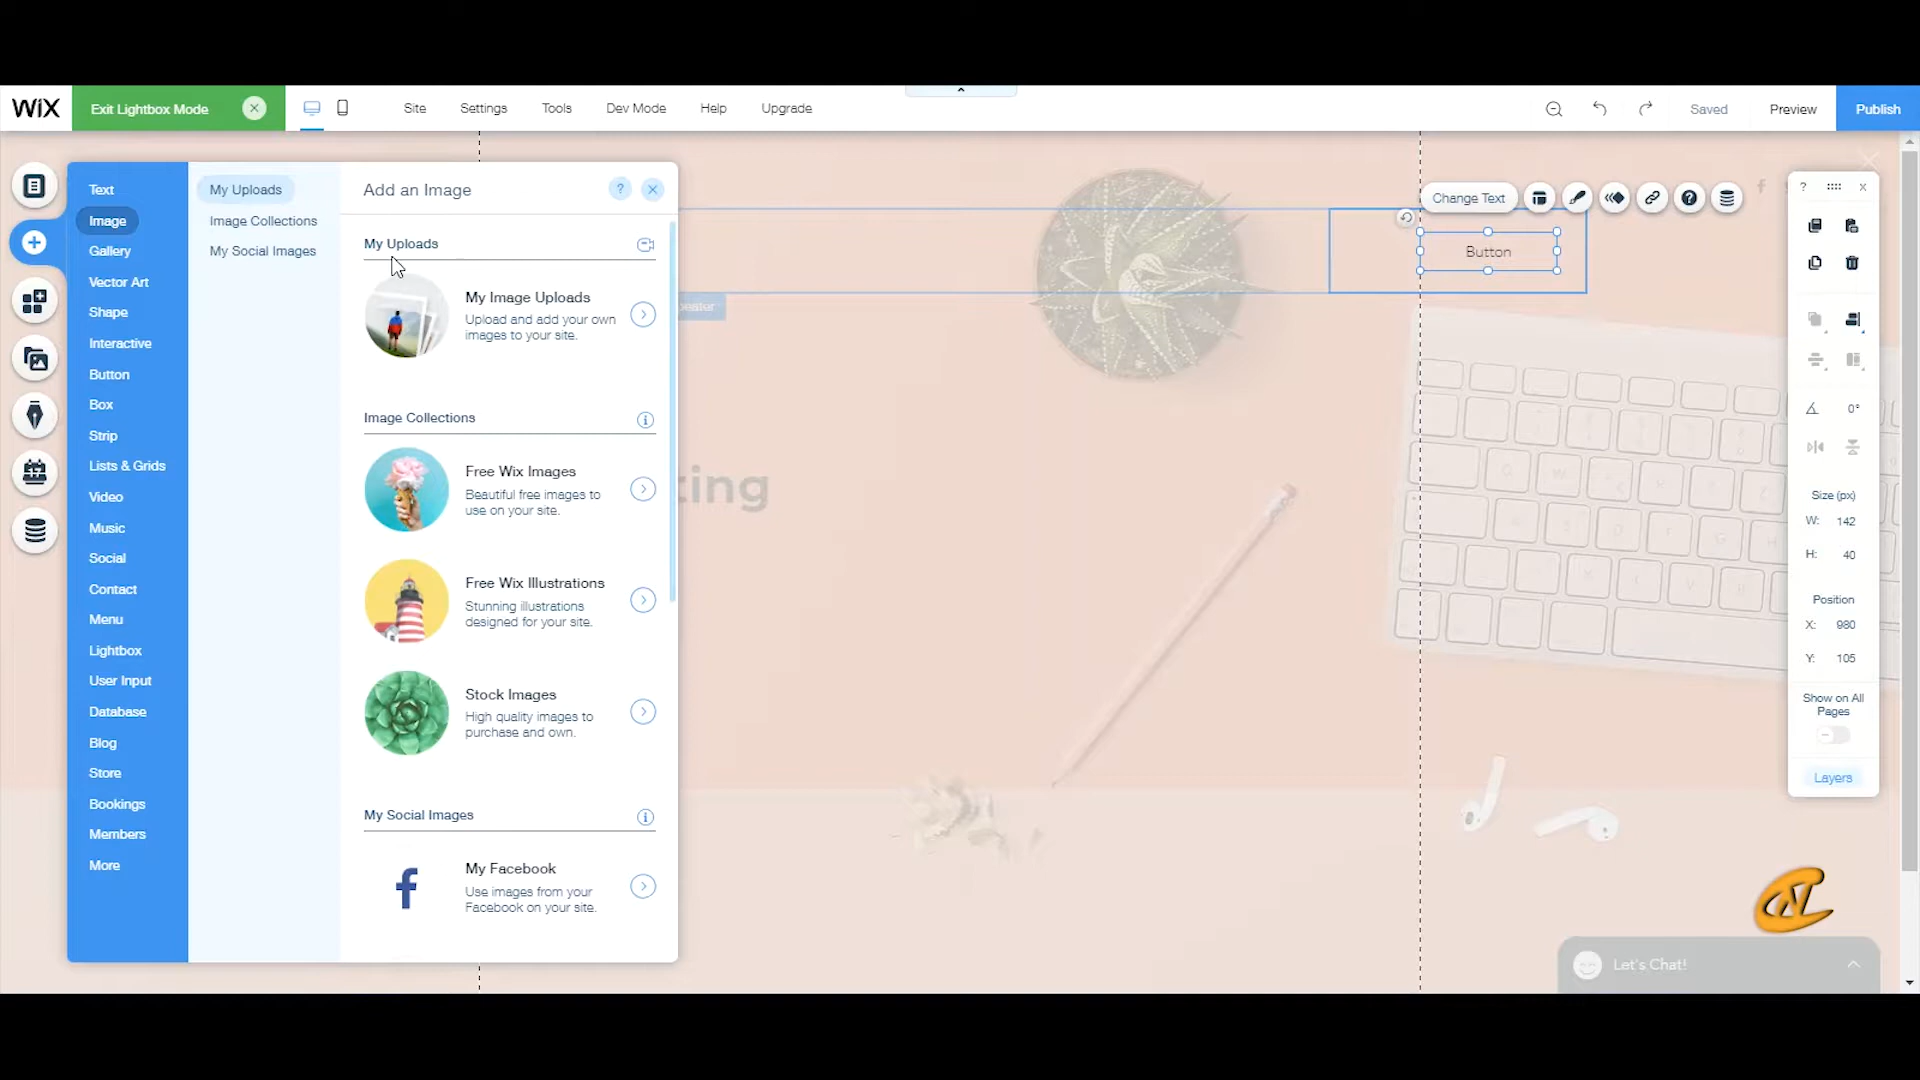 WiX
Exit Lightbox Mode
Site
Settings
Tools
Dev Mode
Help
Upgrade
Saved
Preview
Publish
Text
Image
Gallery
Vector Art
Shape
Interactive
Button
Box
Strip
Lists & Grids
Video
Music
Social
Contact
Menu
Lightbox
User Input
Database
Blog
Store
Bookings
Members
More
My Uploads
Image Collections
My Social Images
Add an Image
?
My Uploads
My Image Uploads
Upload and add your own
images to your site.
Image Collections
Free Wix Images
Beautiful free images to
use on your site.
Free Wix Illustrations
Stunning illustrations
designed for your site.
Stock Images
High quality images to
purchase and own.
My Social Images
My Facebook
Use images from your
Facebook on your site.
Change Text
Button
?
0°
Size (px)
W: 142
H: 40
Position
X: 980
Y: 105
Show on All
Pages
Layers
Let's Chat!